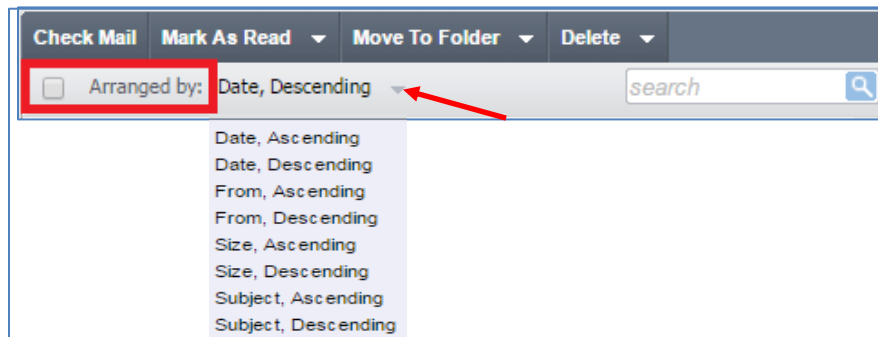 Check Mail Mark As Read Move To Folder Delete
Arranged by: Date, Descending search
Date, Ascending
Date, Descending
From, Ascending
From, Descending
Size, Ascending
Size, Descending
Subject, Ascending
Subject, Descending